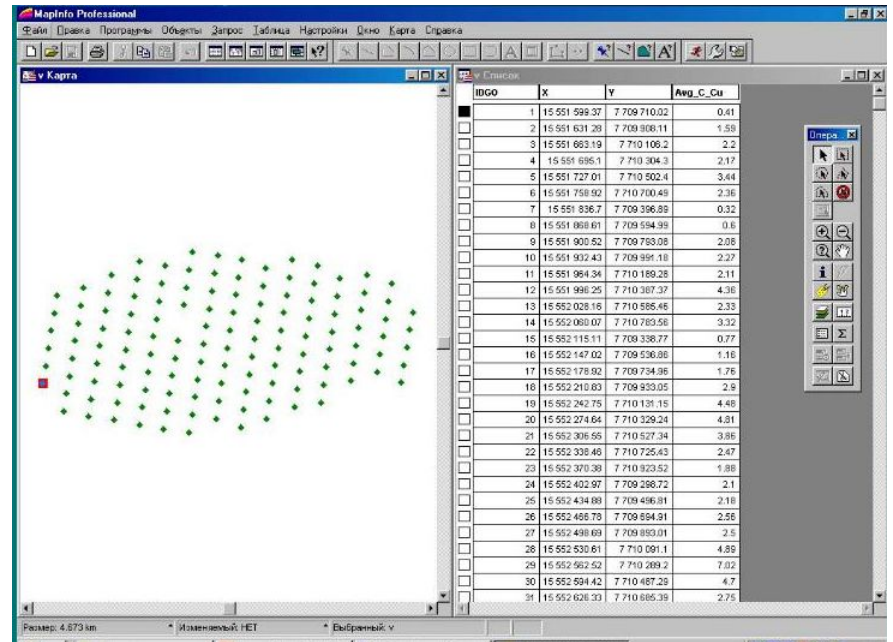 MapInfo Professional
Файл Правка Программы Объекты Запрос Таблица Настройки Окно Карта Справка
v Карта
v Список
IDGO X Y Avg_C_Cu
1 15 551 599.37 7 709 710.02 0.41
2 15 551 631.28 7 709 908.11 1.59
3 15 551 663.19 7 710 106.2 2.2
4 15 551 695.1 7 710 304.3 2.17
5 15 551 727.01 7 710 502.4 3.44
6 15 551 758.92 7 710 700.49 2.36
7 15 551 836.7 7 709 396.89 0.32
8 15 551 868.61 7 709 594.99 0.6
9 15 551 900.52 7 709 793.08 2.08
10 15 551 932.43 7 709 991.18 2.27
11 15 551 964.34 7 710 189.28 2.11
12 15 551 996.25 7 710 387.37 4.36
13 15 552 028.16 7 710 585.46 2.33
14 15 552 060.07 7 710 783.56 3.32
15 15 552 115.11 7 709 338.77 0.77
16 15 552 147.02 7 709 536.86 1.16
17 15 552 178.92 7 709 734.96 1.76
18 15 552 210.83 7 709 933.05 2.9
19 15 552 242.75 7 710 131.15 4.48
20 15 552 274.64 7 710 329.24 4.81
21 15 552 306.55 7 710 527.34 3.86
22 15 552 338.46 7 710 725.43 2.47
23 15 552 370.38 7 710 923.52 1.88
24 15 552 402.97 7 709 298.72 2.1
25 15 552 434.88 7 709 496.81 2.18
26 15 552 466.78 7 709 694.91 2.56
27 15 552 498.69 7 709 893.01 2.5
28 15 552 530.61 7 710 091.1 4.89
29 15 552 562.52 7 710 289.2 7.02
30 15 552 594.42 7 710 487.29 4.7
31 15 552 626.33 7 710 685.39 2.75
Опера...
Размер: 4.673 km Изменяемый: НЕТ Выбранный: v